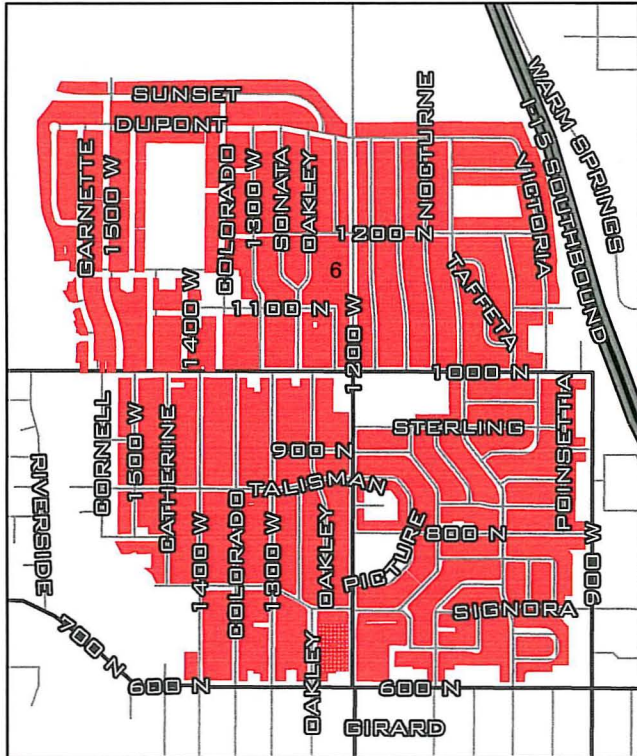 SUNSET
DUPONT
GARNETTE
1500 W
COLORADO
1300 W
SONATA
OAKLEY
NOCTURNE
VICTORIA
WARM SPRINGS
I-15 SOUTHBOUND
1200 N
6
TAFFETA
1400 W
1100 N
1200 W
1000 N
CORNELL
1500 W
CATHERINE
900 N
STERLING
POINSETTIA
RIVERSIDE
TALISMAN
1400 W
COLORADO
1300 W
OAKLEY
PICTURE
800 N
900 W
SIGNORA
700 N
600 N
OAKLEY
600 N
GIRARD